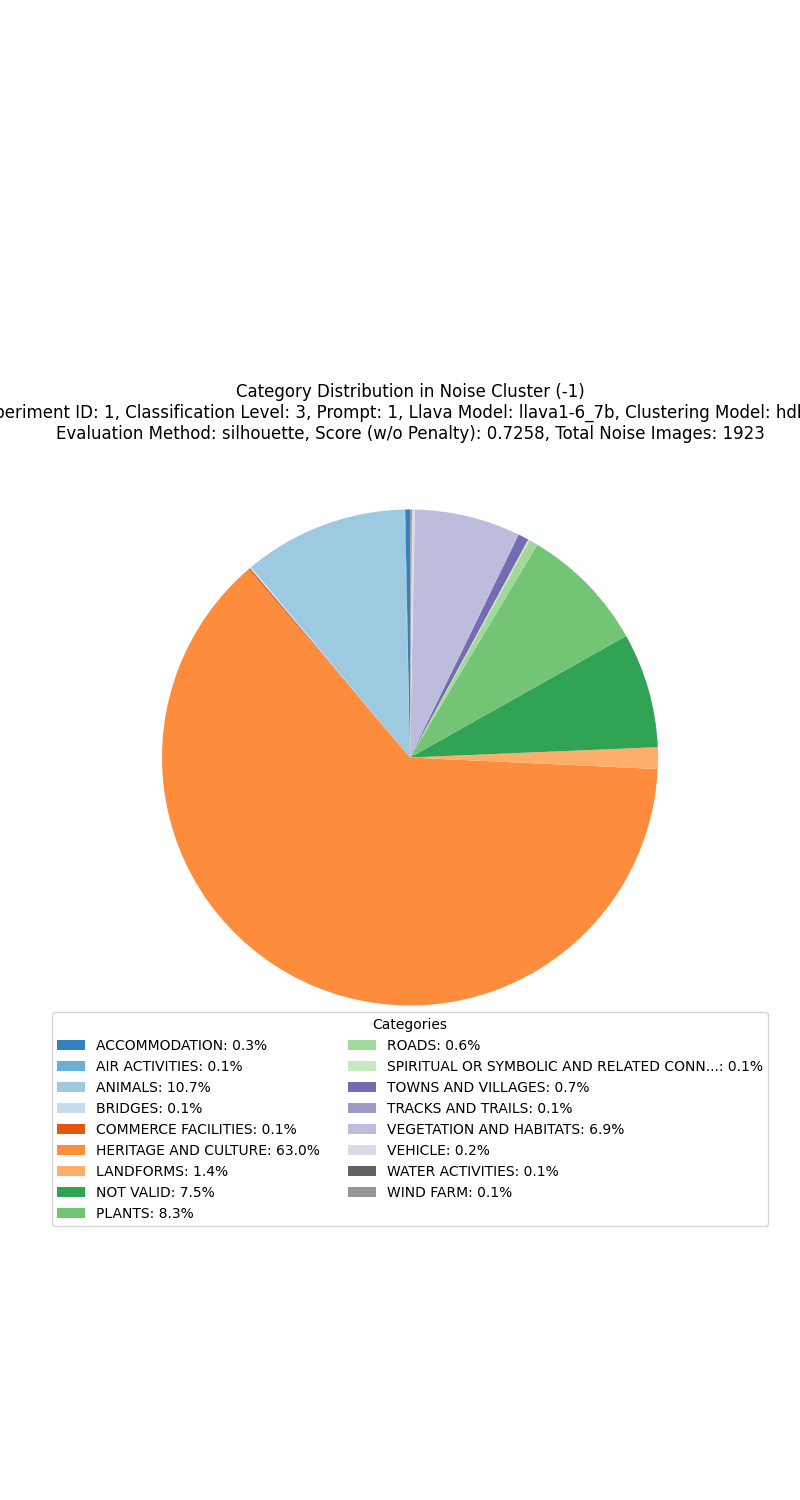 Category Distribution in Noise Cluster (-1)
periment ID: 1, Classification Level: 3, Prompt: 1, Llava Model: llava1-6_7b, Clustering Model: hdl
Evaluation Method: silhouette, Score (w/o Penalty): 0.7258, Total Noise Images: 1923
Categories
ACCOMMODATION: 0.3%
AIR ACTIVITIES: 0.1%
ANIMALS: 10.7%
BRIDGES: 0.1%
COMMERCE FACILITIES: 0.1%
HERITAGE AND CULTURE: 63.0%
LANDFORMS: 1.4%
NOT VALID: 7.5%
PLANTS: 8.3%
ROADS: 0.6%
SPIRITUAL OR SYMBOLIC AND RELATED CONN...: 0.1%
TOWNS AND VILLAGES: 0.7%
TRACKS AND TRAILS: 0.1%
VEGETATION AND HABITATS: 6.9%
VEHICLE: 0.2%
WATER ACTIVITIES: 0.1%
WIND FARM: 0.1%